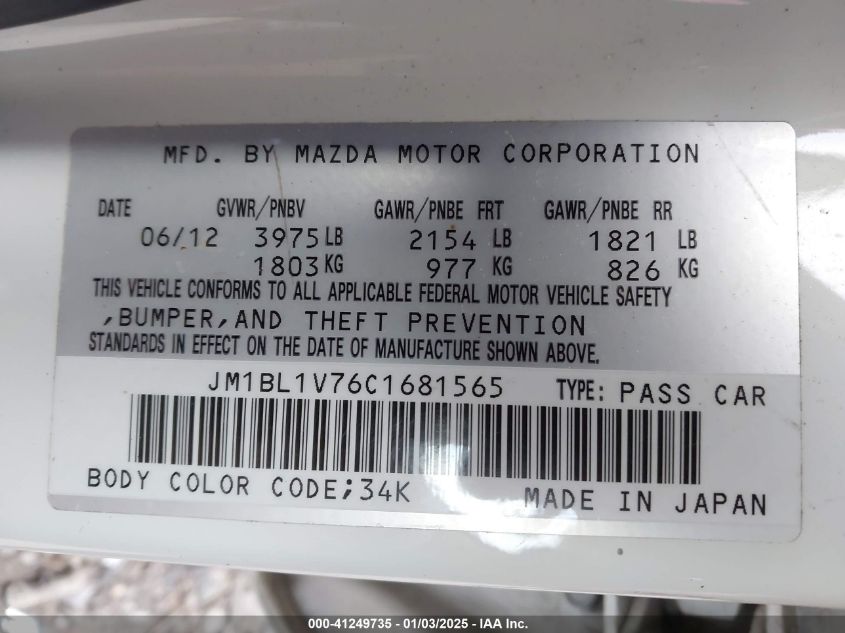 MFD. BY MAZDA MOTOR CORPORATION
DATE GVWR/PNBV GAWR/PNBE FRT GAWR/PNBE RR
06/12 3975 LB 2154 LB 1821 LB
1803 KG 977 KG 826 KG
THIS VEHICLE CONFORMS TO ALL APPLICABLE FEDERAL MOTOR VEHICLE SAFETY
,BUMPER,AND THEFT PREVENTION
STANDARDS IN EFFECT ON THE DATE OF MANUFACTURE SHOWN ABOVE.
JM1BL1V76C1681565 TYPE: PASS CAR
BODY COLOR CODE;34K MADE IN JAPAN
000-41249735 - 01/03/2025 - IAA Inc.